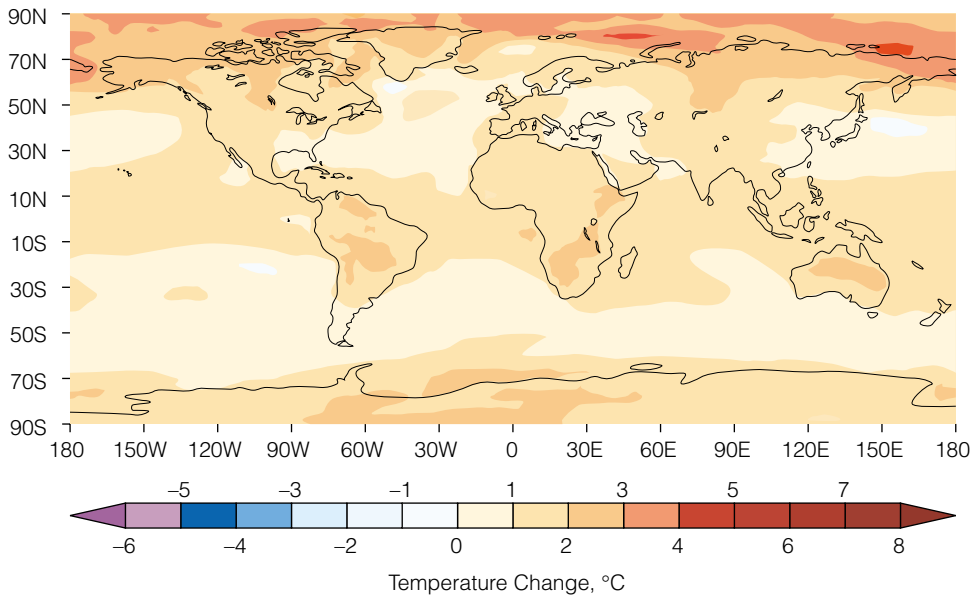 90N
70N
50N
30N
10N
10S
30S
50S
70S
90S
180 150W 120W 90W 60W 30W 0 30E 60E 90E 120E 150E 180
–5 –3 –1 1 3 5 7
–6 –4 –2 0 2 4 6 8
Temperature Change, °C